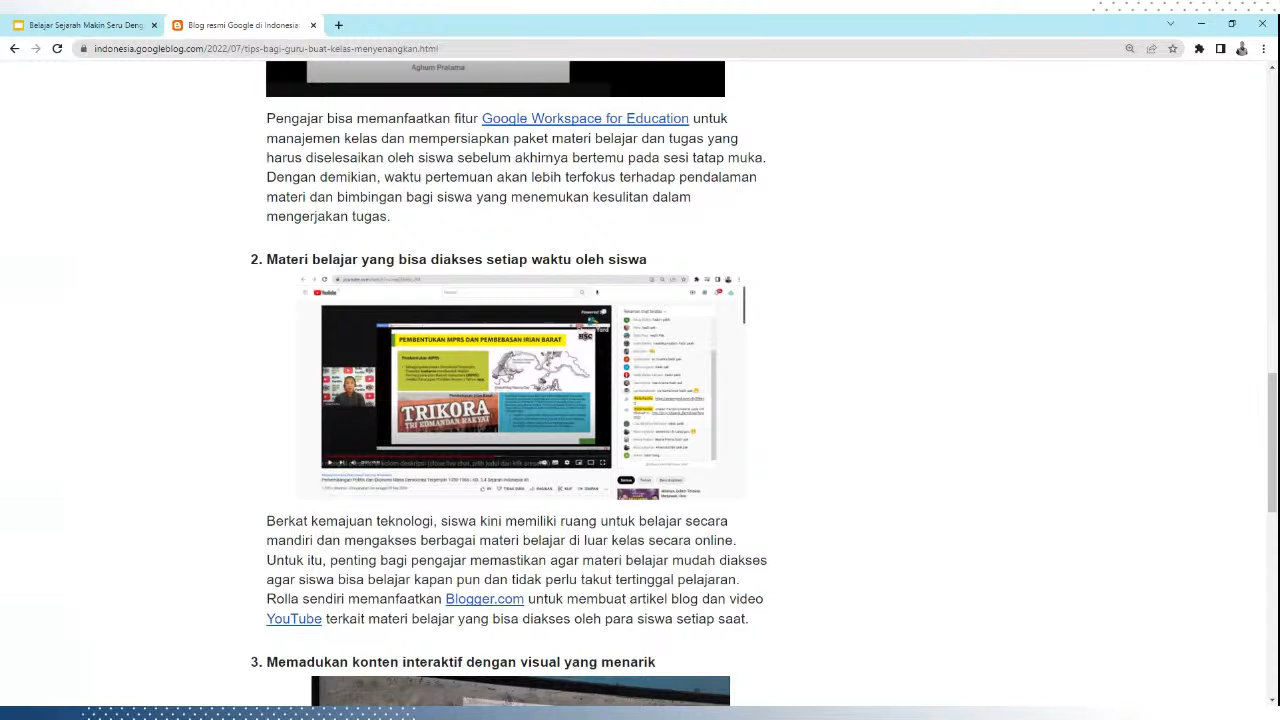 Belajar Sejarah Makin Seru Deng
Blog resmi Google di Indonesia:
indonesia.googleblog.com/2022/07/tips-bagi-guru-buat-kelas-menyenangkan.html
Aghum Pratama
Pengajar bisa memanfaatkan fitur Google Workspace for Education untuk
manajemen kelas dan mempersiapkan paket materi belajar dan tugas yang
harus diselesaikan oleh siswa sebelum akhirnya bertemu pada sesi tatap muka.
Dengan demikian, waktu pertemuan akan lebih terfokus terhadap pendalaman
materi dan bimbingan bagi siswa yang menemukan kesulitan dalam
mengerjakan tugas.
2. Materi belajar yang bisa diakses setiap waktu oleh siswa
YouTube
PEMBENTUKAN MPRS DAN PEMBEBASAN IRIAN BARAT
TRIKORA
TRI KOMANDAN RAKYAT
Berkat kemajuan teknologi, siswa kini memiliki ruang untuk belajar secara
mandiri dan mengakses berbagai materi belajar di luar kelas secara online.
Untuk itu, penting bagi pengajar memastikan agar materi belajar mudah diakses
agar siswa bisa belajar kapan pun dan tidak perlu takut tertinggal pelajaran.
Rolla sendiri memanfaatkan Blogger.com untuk membuat artikel blog dan video
YouTube terkait materi belajar yang bisa diakses oleh para siswa setiap saat.
3. Memadukan konten interaktif dengan visual yang menarik